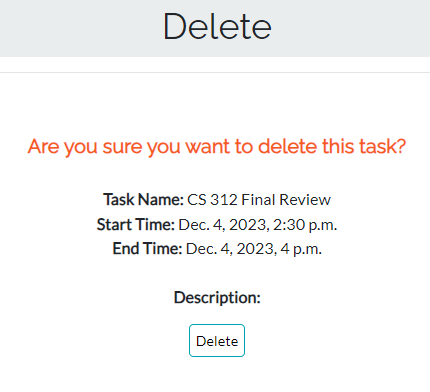 Delete
Are you sure you want to delete this task?
Task Name: CS 312 Final Review
Start Time: Dec. 4, 2023, 2:30 p.m.
End Time: Dec. 4, 2023, 4 p.m.
Description:
Delete